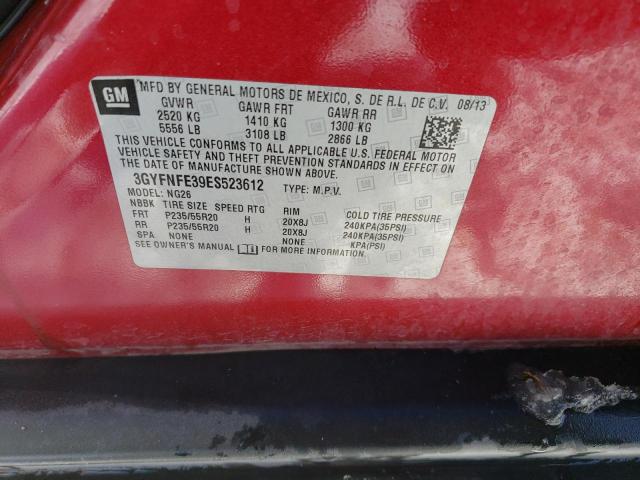 GM
MFD BY GENERAL MOTORS DE MEXICO, S. DE R.L. DE C.V. 08/13
GVWR GAWR FRT GAWR RR
2520 KG 1410 KG 1300 KG
5556 LB 3108 LB 2866 LB
THIS VEHICLE CONFORMS TO ALL APPLICABLE U.S. FEDERAL MOTOR
VEHICLE SAFETY, BUMPER, AND THEFT PREVENTION STANDARDS IN
EFFECT ON THE DATE OF MANUFACTURE SHOWN ABOVE.
3GYFNFE39ES523612 TYPE: M.P.V.
MODEL: NG26
NBBK TIRE SIZE SPEED RTG RIM COLD TIRE PRESSURE
FRT P235/55R20 H 20X8J 240KPA(35PSI)
RR P235/55R20 H 20X8J 240KPA(35PSI)
SPA NONE NONE KPA(PSI)
SEE OWNER'S MANUAL FOR MORE INFORMATION